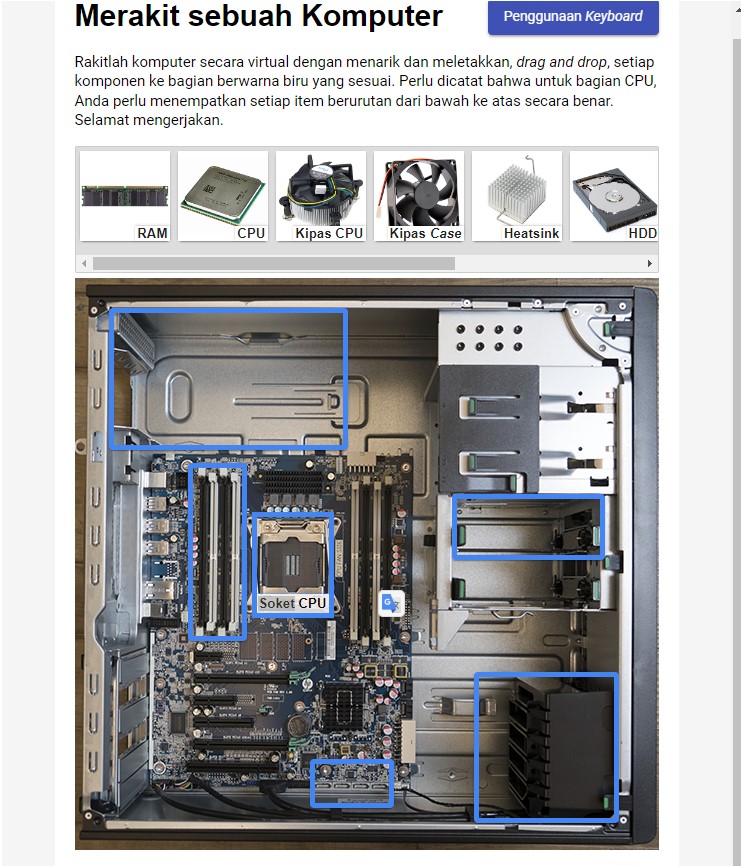 Merakit sebuah Komputer
Penggunaan Keyboard
Rakitlah komputer secara virtual dengan menarik dan meletakkan, drag and drop, setiap
komponen ke bagian berwarna biru yang sesuai. Perlu dicatat bahwa untuk bagian CPU,
Anda perlu menempatkan setiap item berurutan dari bawah ke atas secara benar.
Selamat mengerjakan.
RAM
CPU
Kipas CPU
Kipas Case
Heatsink
HDD
Soket CPU